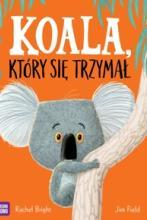 KOALA,
KTÓRY SIĘ TRZYMAŁ
Rachel Bright
Jim Field